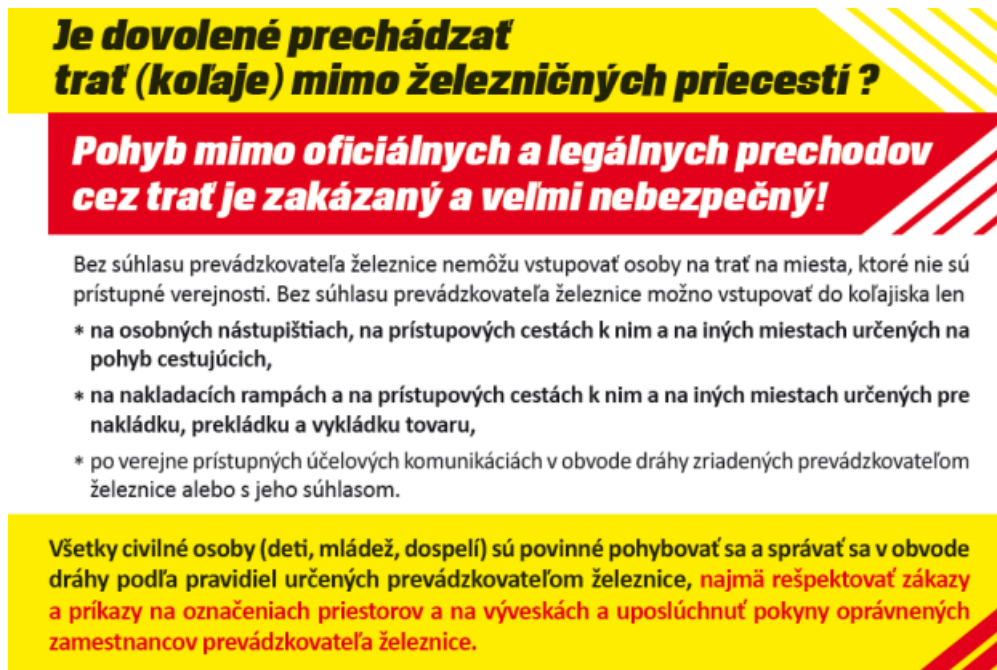 Je dovolené prechádzať
trať (koľaje) mimo železničných priecestí ?
Pohyb mimo oficiálnych a legálnych prechodov
cez trať je zakázaný a veľmi nebezpečný!
Bez súhlasu prevádzkovateľa železnice nemôžu vstupovať osoby na trať na miesta, ktoré nie sú
prístupné verejnosti. Bez súhlasu prevádzkovateľa železnice možno vstupovať do koľajiska len
* na osobných nástupištiach, na prístupových cestách k nim a na iných miestach určených na
pohyb cestujúcich,
* na nakladacích rampách a na prístupových cestách k nim a na iných miestach určených pre
nakládku, prekládku a vykládku tovaru,
* po verejne prístupných účelových komunikáciách v obvode dráhy zriadených prevádzkovateľom
železnice alebo s jeho súhlasom.
Všetky civilné osoby (deti, mládež, dospelí) sú povinné pohybovať sa a správať sa v obvode
dráhy podľa pravidiel určených prevádzkovateľom železnice, najmä rešpektovať zákazy
a príkazy na označeniach priestorov a na výveskách a uposlúchnuť pokyny oprávnených
zamestnancov prevádzkovateľa železnice.